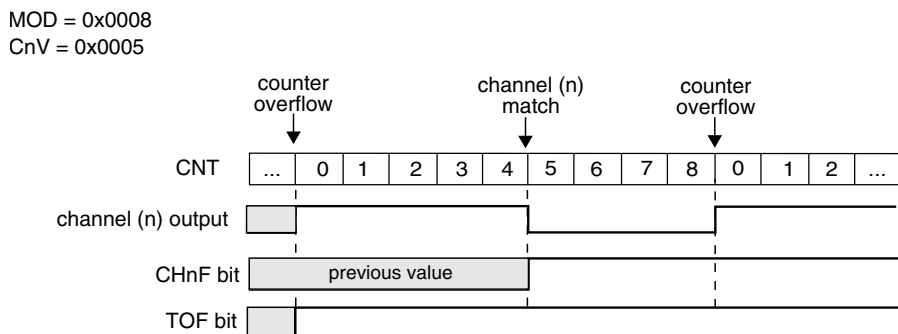 MOD = 0x0008
CnV = 0x0005
counter
overflow
channel (n)
match
counter
overflow
CNT
... 0 1 2 3 4 5 6 7 8 0 1 2 ...
channel (n) output
CHnF bit
previous value
TOF bit